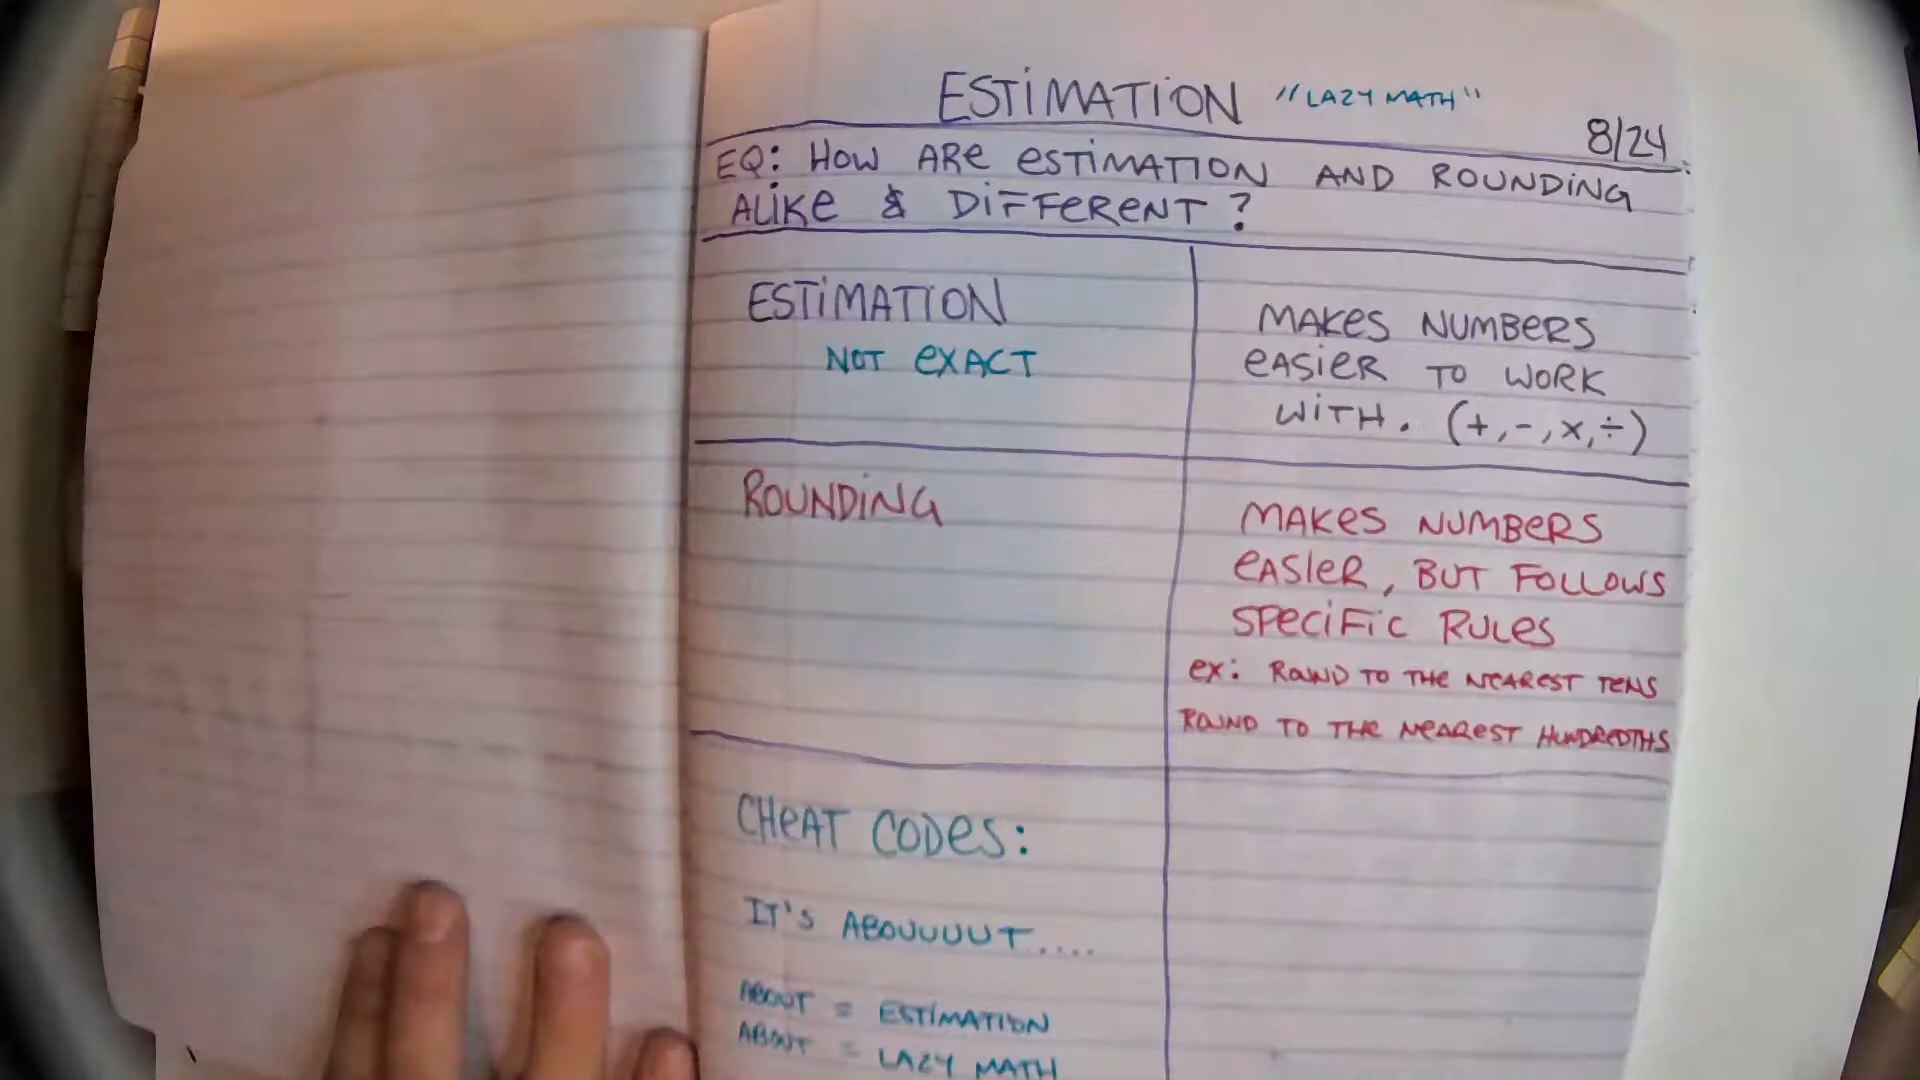 ESTIMATION "LAZY MATH"
8/24
EQ: HOW ARE ESTIMATION AND ROUNDING
ALIKE & DIFFERENT?
ESTIMATION
NOT EXACT
MAKES NUMBERS
EASIER TO WORK
WITH. (+,-,x,÷)
ROUNDING
MAKES NUMBERS
EASIER, BUT FOLLOWS
SPECIFIC RULES
ex: ROUND TO THE NEAREST TENS
ROUND TO THE NEAREST HUNDREDTHS
CHEAT CODES:
IT'S ABOUUUUT....
ABOUT = ESTIMATION
ABOUT = LAZY MATH